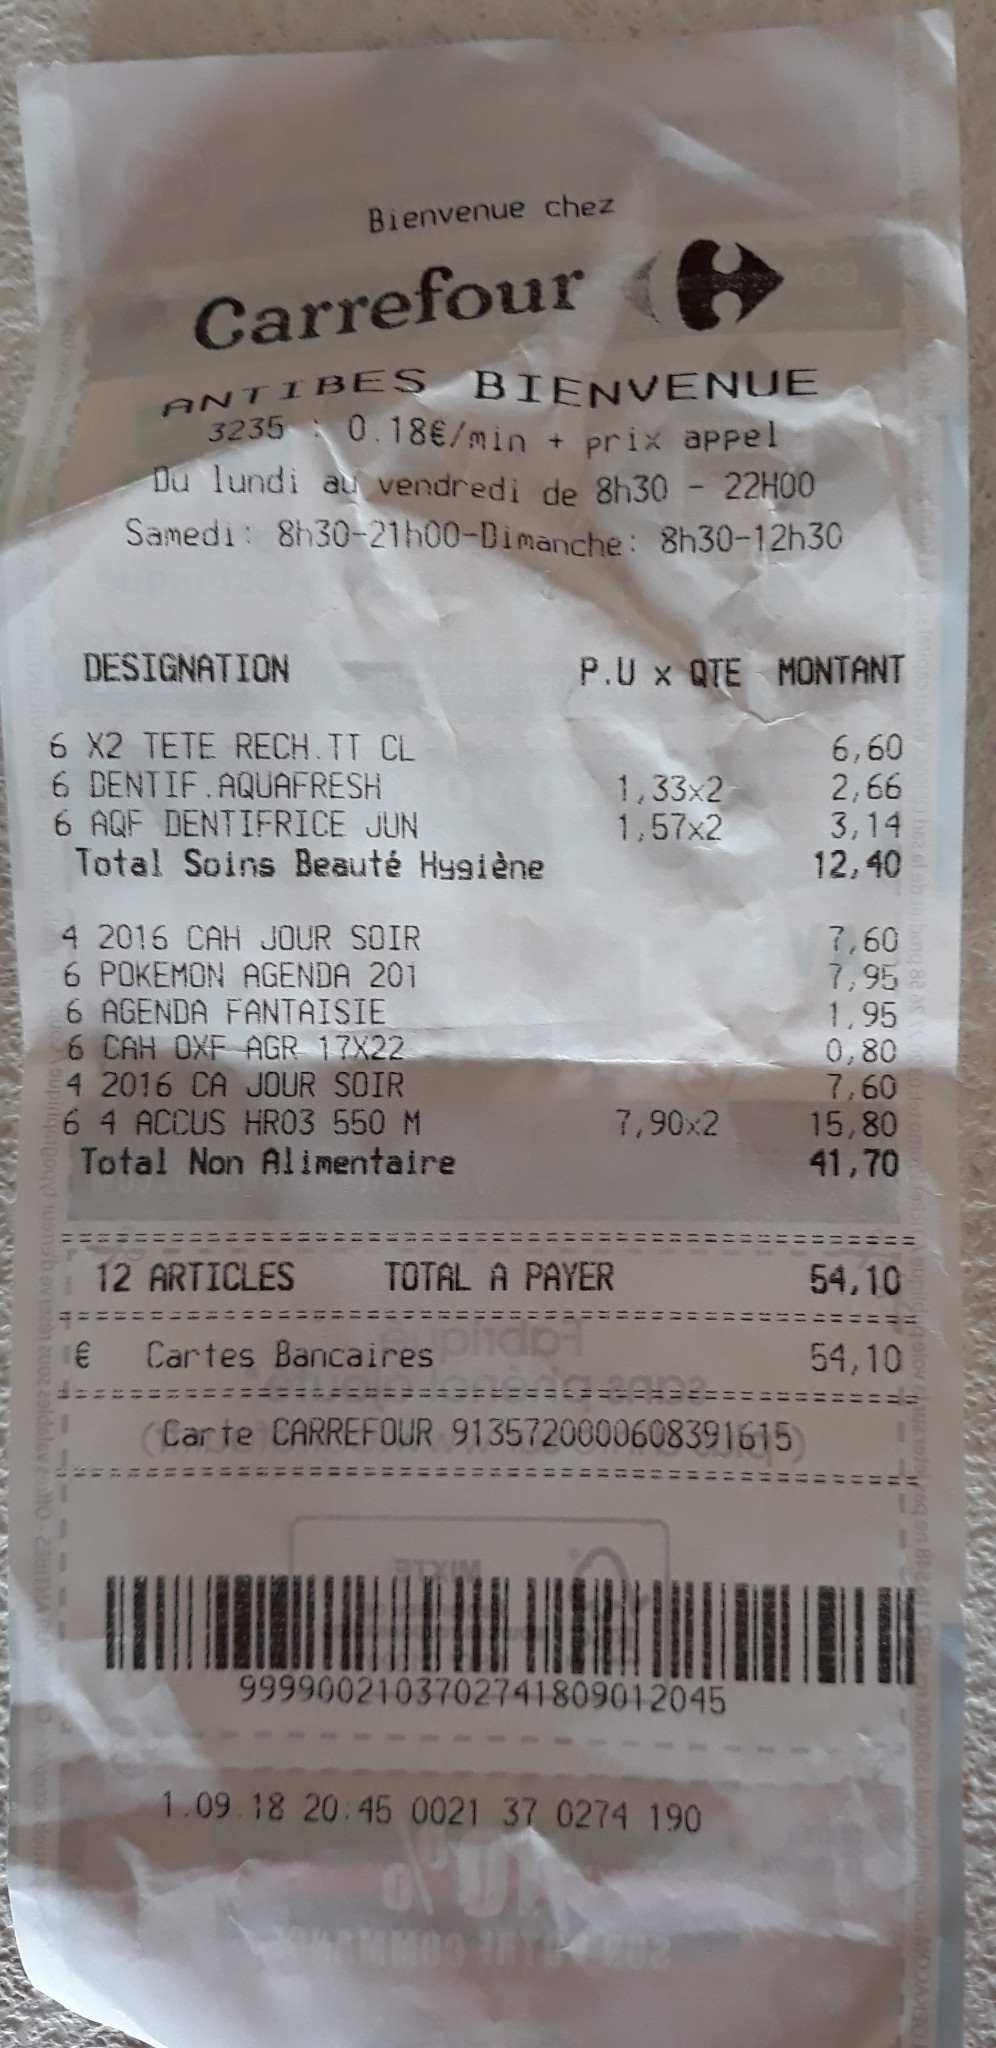 Bienvenue chez
Carrefour
ANTIBES BIENVENUE
3235 : 0.18€/min + prix appel
Du lundi au vendredi de 8h30 - 22H00
Samedi: 8h30-21h00-Dimanche: 8h30-12h30
DESIGNATION P.U x QTE MONTANT
6 X2 TETE RECH.TT CL 6,60
6 DENTIF.AQUAFRESH 1,33x2 2,66
6 AQF DENTIFRICE JUN 1,57x2 3,14
Total Soins Beauté Hygiène 12,40
4 2016 CAH JOUR SOIR 7,60
6 POKEMON AGENDA 201 7,95
6 AGENDA FANTAISIE 1,95
6 CAH OXF AGR 17X22 0,80
4 2016 CA JOUR SOIR 7,60
6 4 ACCUS HR03 550 M 7,90x2 15,80
Total Non Alimentaire 41,70
12 ARTICLES TOTAL A PAYER 54,10
€ Cartes Bancaires 54,10
Carte CARREFOUR 9135720000608391615
9999002103702741809012045
1.09.18 20:45 0021 37 0274 190